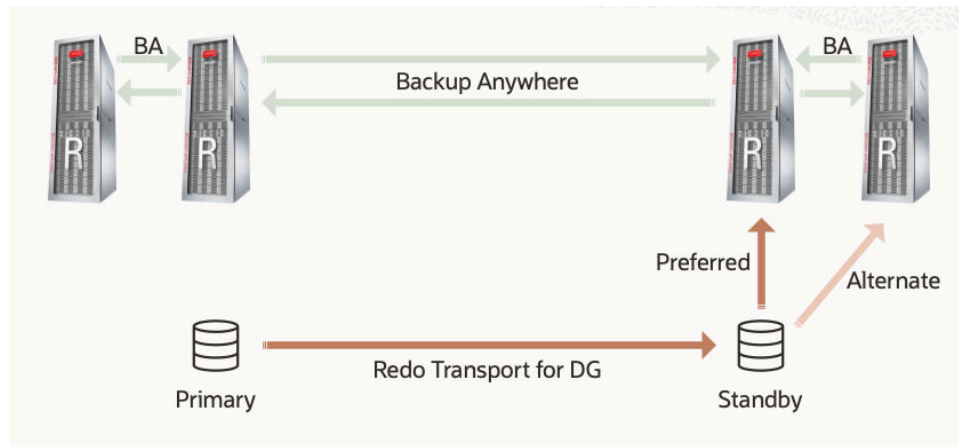 BA
BA
Backup Anywhere
R
R
R
R
Preferred
Alternate
Redo Transport for DG
Primary
Standby